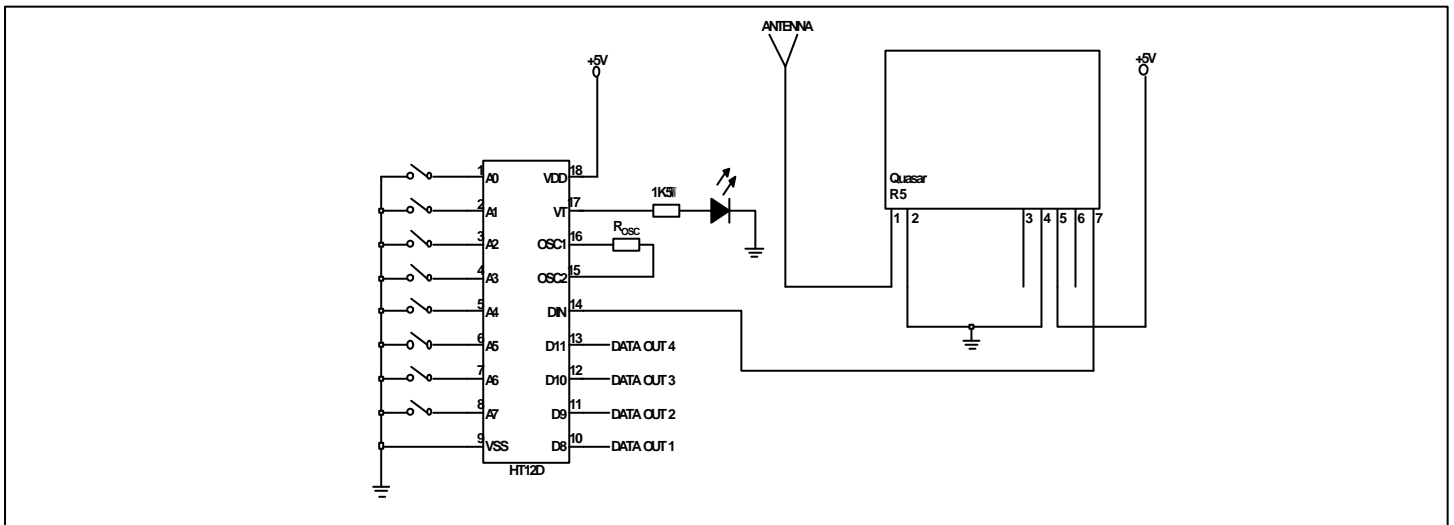 ANTENNA
+5V
+5V
1 A0 VDD 18
2 A1 VT 17
3 A2 OSC1 16
4 A3 OSC2 15
5 A4 DIN 14
6 A5 D11 13
7 A6 D10 12
8 A7 D9 11
9 VSS D8 10
HT12D
1K5
ROSC
DATA OUT 4
DATA OUT 3
DATA OUT 2
DATA OUT 1
Quasar
R5
1 2 3 4 5 6 7